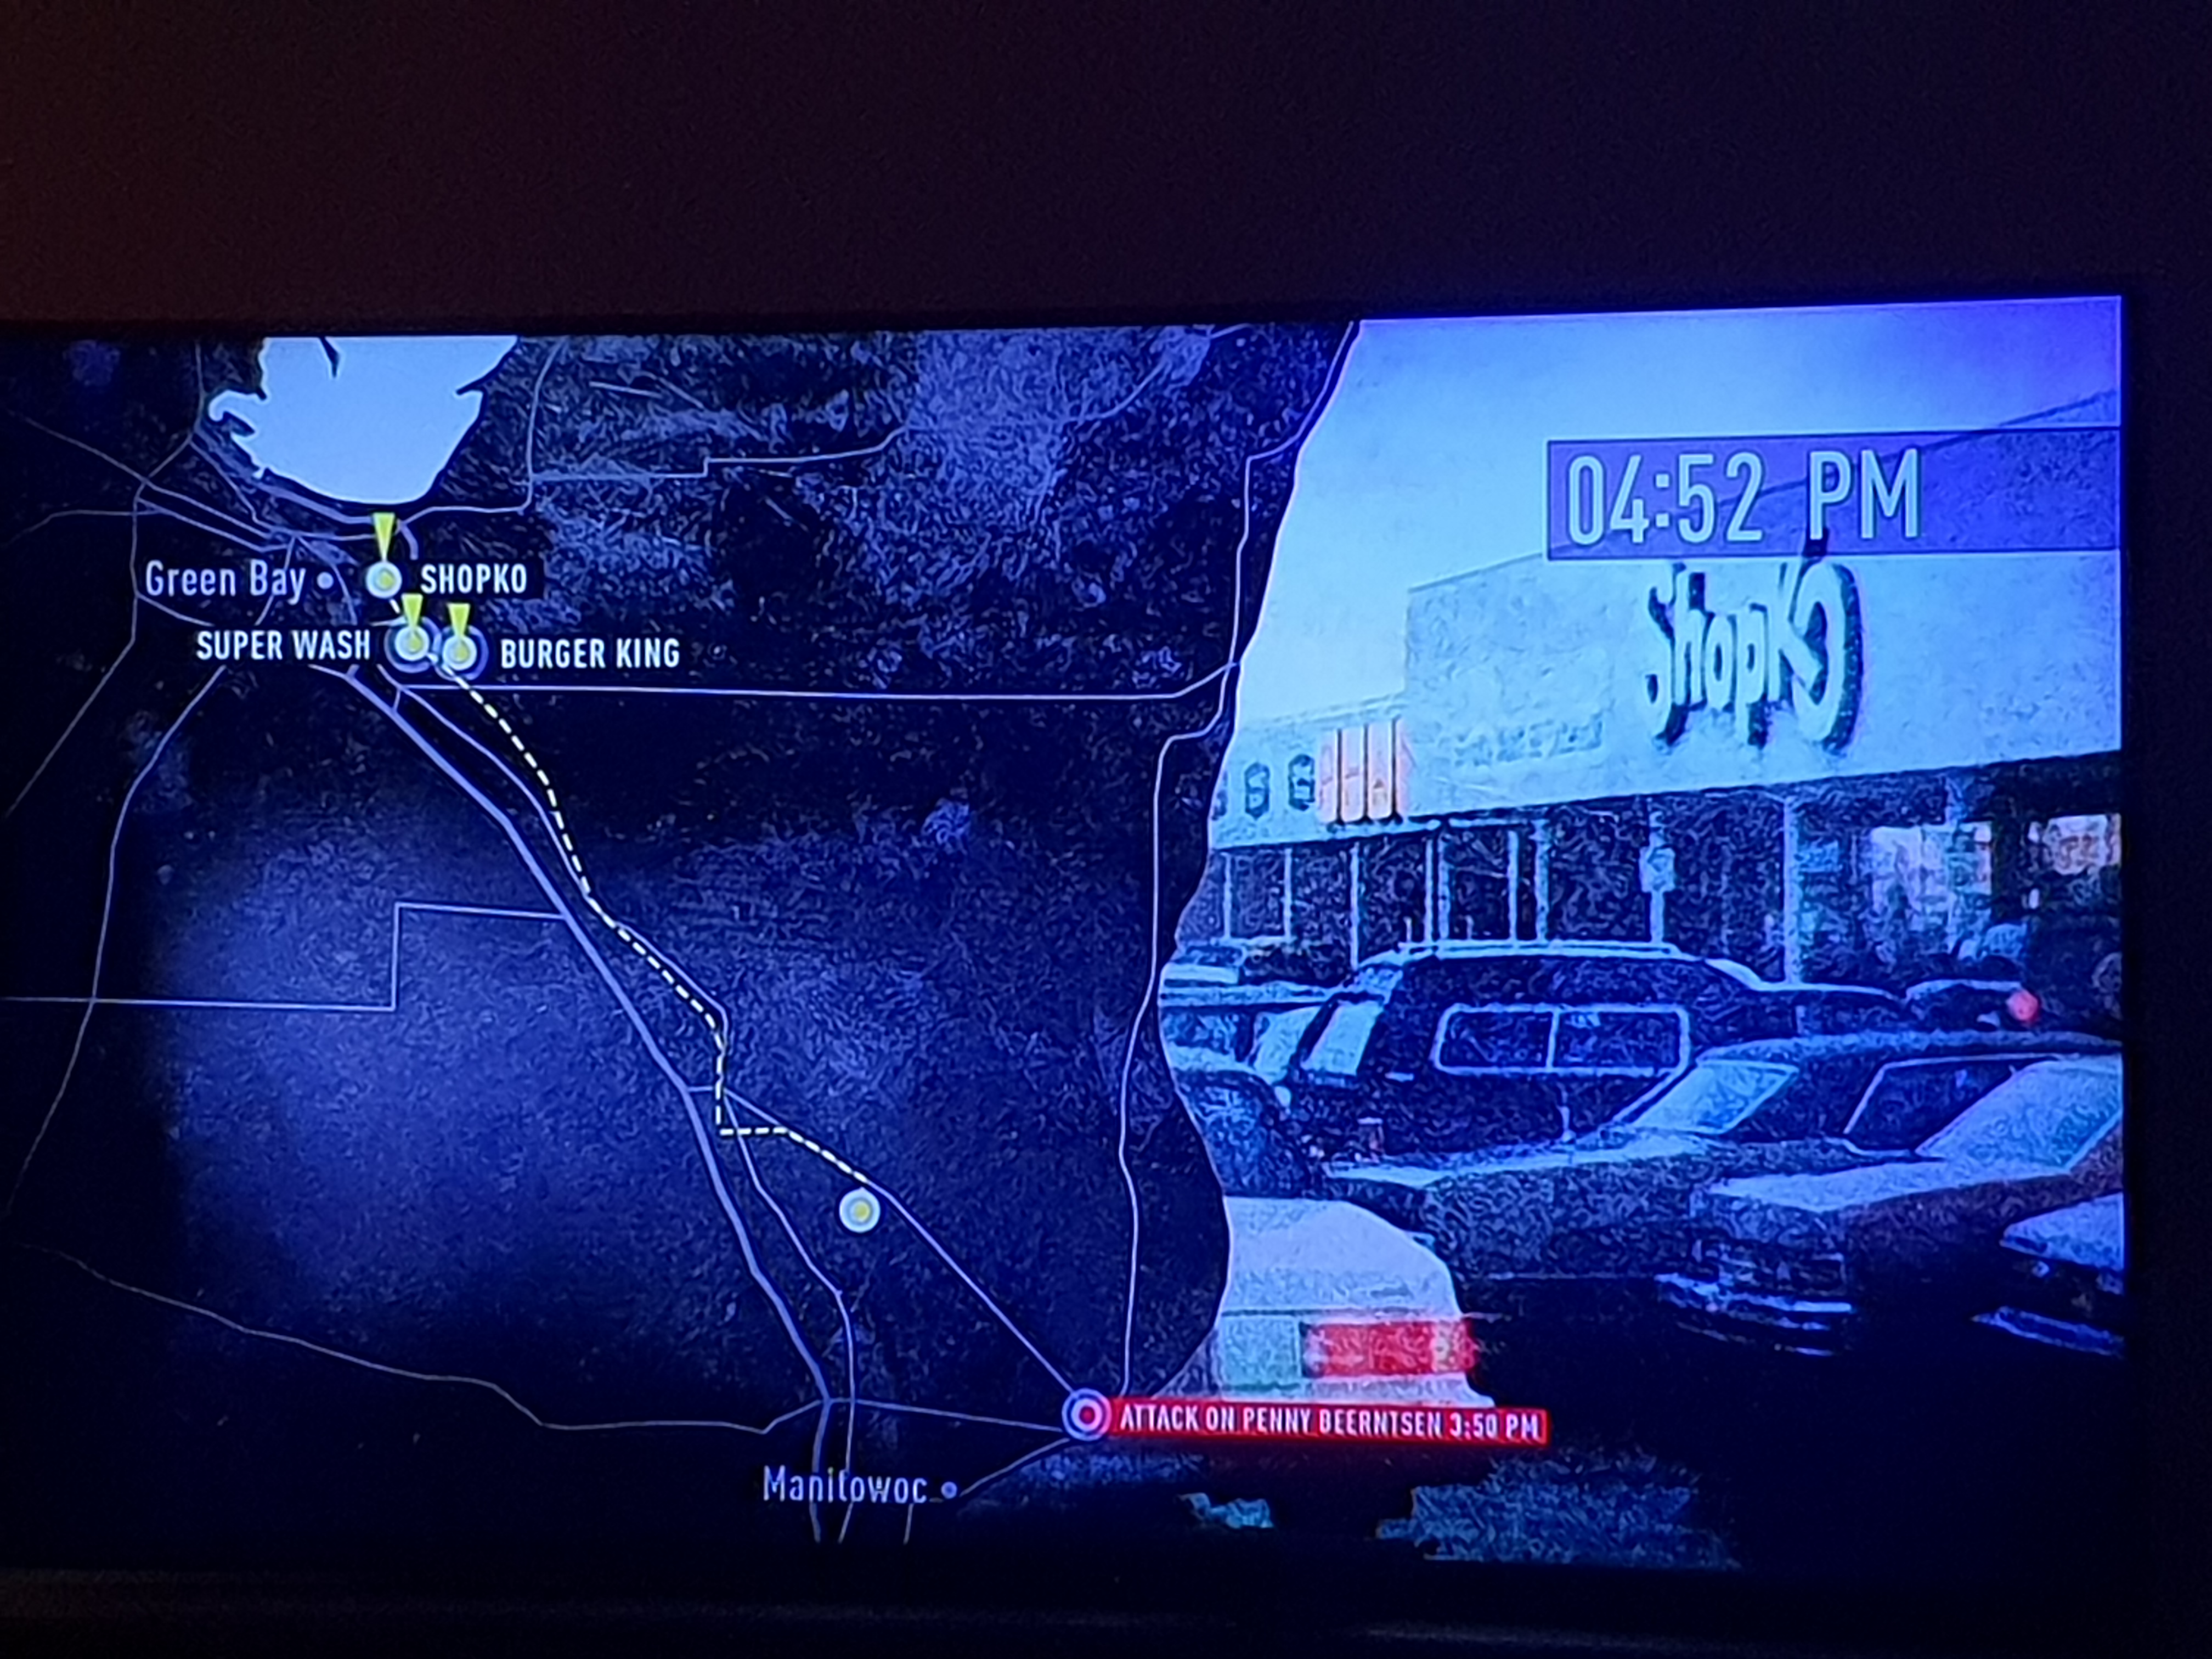 04:52 PM
ShopKO
Green Bay
SHOPKO
SUPER WASH
BURGER KING
ATTACK ON PENNY BEERNTSEN 3:50 PM
Manitowoc